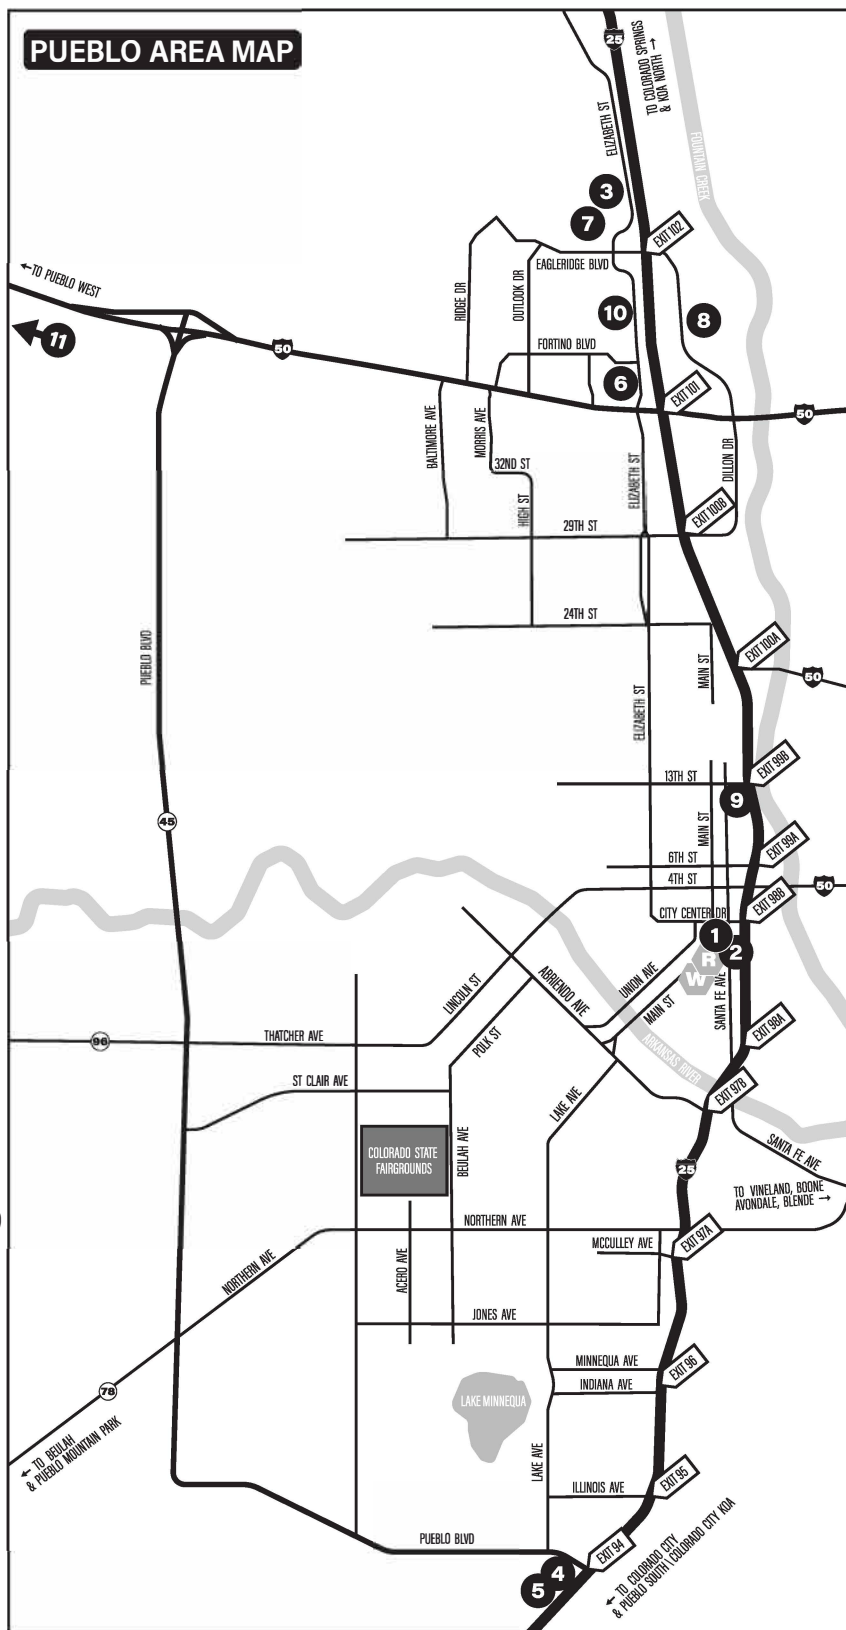 PUEBLO AREA MAP
25
TO COLORADO SPRINGS →
& KOA NORTH
ELIZABETH ST
FOUNTAIN CREEK
3
7
EXIT 102
EAGLERIDGE BLVD
← TO PUEBLO WEST
RIDGE DR
OUTLOOK DR
10
8
11
50
FORTINO BLVD
6
EXIT 101
50
BALTIMORE AVE
MORRIS AVE
32ND ST
HIGH ST
ELIZABETH ST
DILLON DR
EXIT 100B
29TH ST
24TH ST
PUEBLO BLVD
MAIN ST
EXIT 100A
50
ELIZABETH ST
13TH ST
EXIT 99B
9
45
MAIN ST
6TH ST
EXIT 99A
4TH ST
50
CITY CENTER DR
EXIT 98B
1
2
R
W
LINCOLN ST
ABRIENDO AVE
UNION AVE
MAIN ST
SANTA FE AVE
EXIT 98A
96
THATCHER AVE
POLK ST
ARKANSAS RIVER
ST CLAIR AVE
LAKE AVE
EXIT 97B
COLORADO STATE
FAIRGROUNDS
BEULAH AVE
SANTA FE AVE
25
TO VINELAND, BOONE
AVONDALE, BLENDE →
NORTHERN AVE
NORTHERN AVE
MCCULLEY AVE
EXIT 97A
ACERO AVE
JONES AVE
MINNEQUA AVE
EXIT 96
INDIANA AVE
78
LAKE MINNEQUA
← TO BEULAH
& PUEBLO MOUNTAIN PARK
LAKE AVE
ILLINOIS AVE
EXIT 95
PUEBLO BLVD
EXIT 94
4
5
← TO COLORADO CITY
& PUEBLO SOUTH \ COLORADO CITY KOA